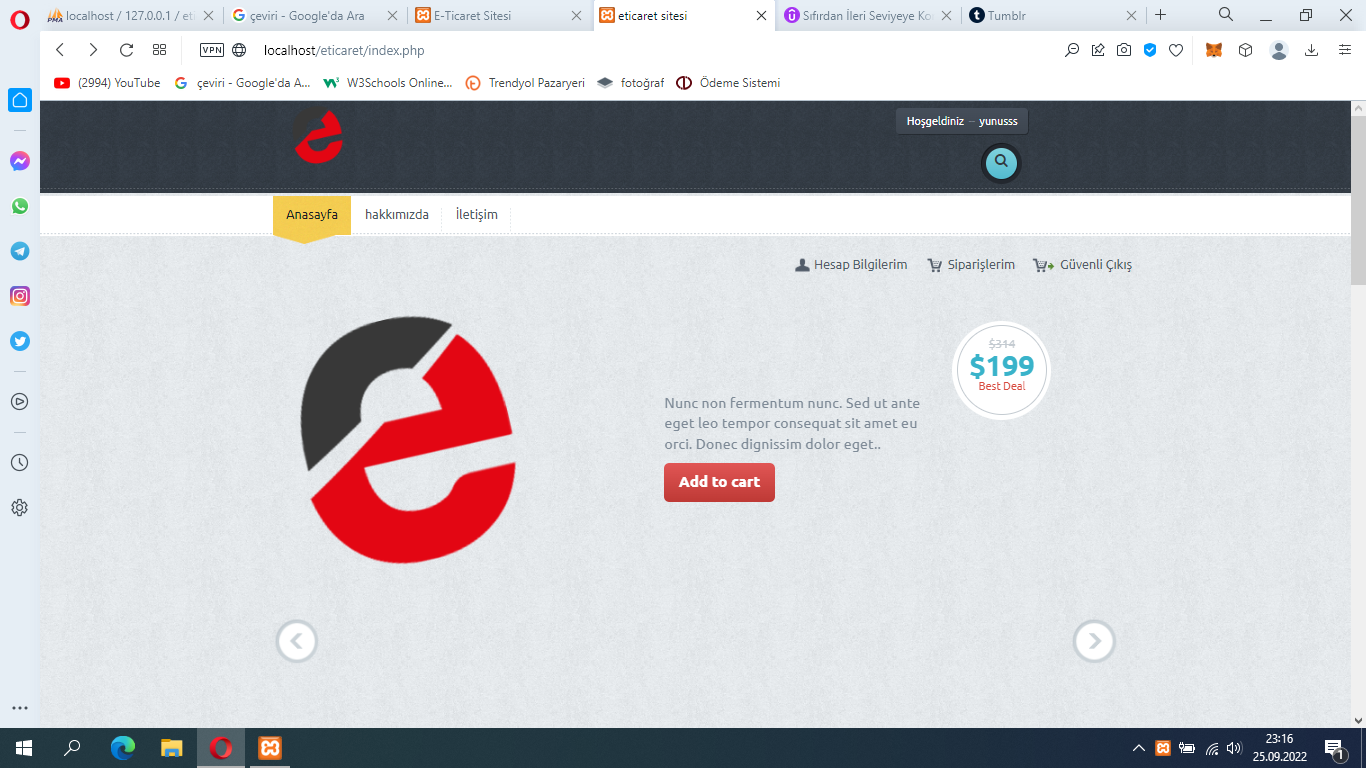 localhost / 127.0.0.1 / eti
çeviri - Google'da Ara
E-Ticaret Sitesi
eticaret sitesi
Sıfırdan İleri Seviyeye Ko
Tumblr
VPN
localhost/eticaret/index.php
(2994) YouTube
çeviri - Google'da A...
W3Schools Online...
Trendyol Pazaryeri
fotoğraf
Ödeme Sistemi
Hoşgeldiniz – yunusss
Anasayfa
hakkımızda
İletişim
Hesap Bilgilerim
Siparişlerim
Güvenli Çıkış
$314
$199
Best Deal
Nunc non fermentum nunc. Sed ut ante
eget leo tempor consequat sit amet eu
orci. Donec dignissim dolor eget..
Add to cart
23:16
25.09.2022
1